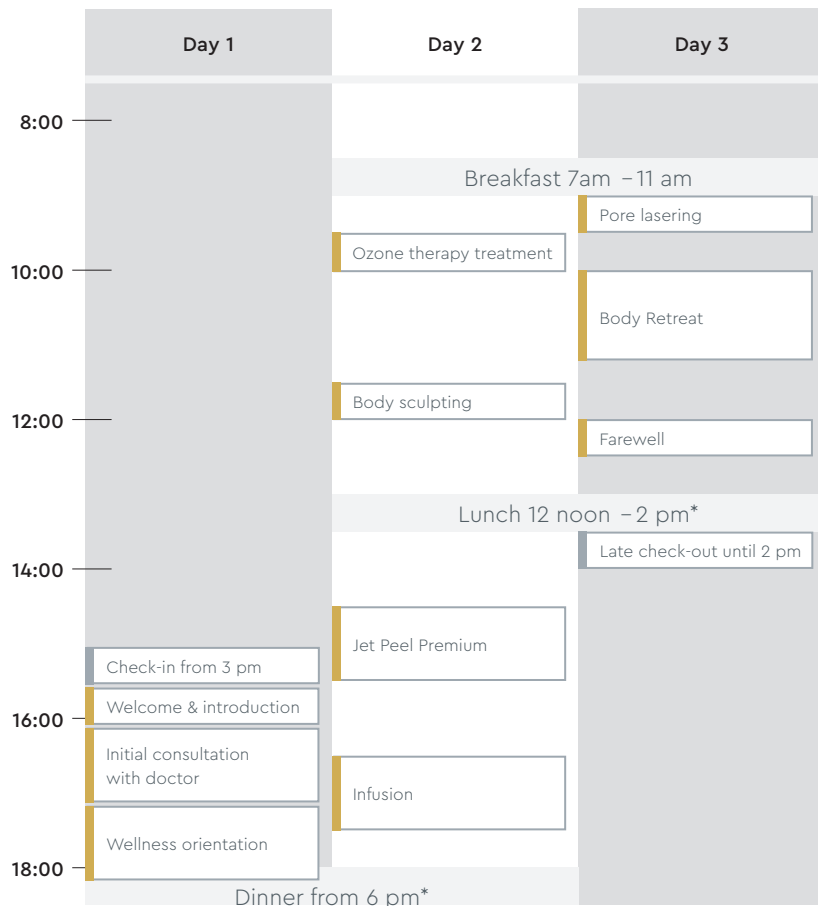 Day 1
Day 2
Day 3
8:00
Breakfast 7am – 11 am
Pore lasering
Ozone therapy treatment
10:00
Body Retreat
Body sculpting
12:00
Farewell
Lunch 12 noon – 2 pm*
Late check-out until 2 pm
14:00
Jet Peel Premium
Check-in from 3 pm
Welcome & introduction
16:00
Initial consultation
with doctor
Infusion
Wellness orientation
18:00
Dinner from 6 pm*